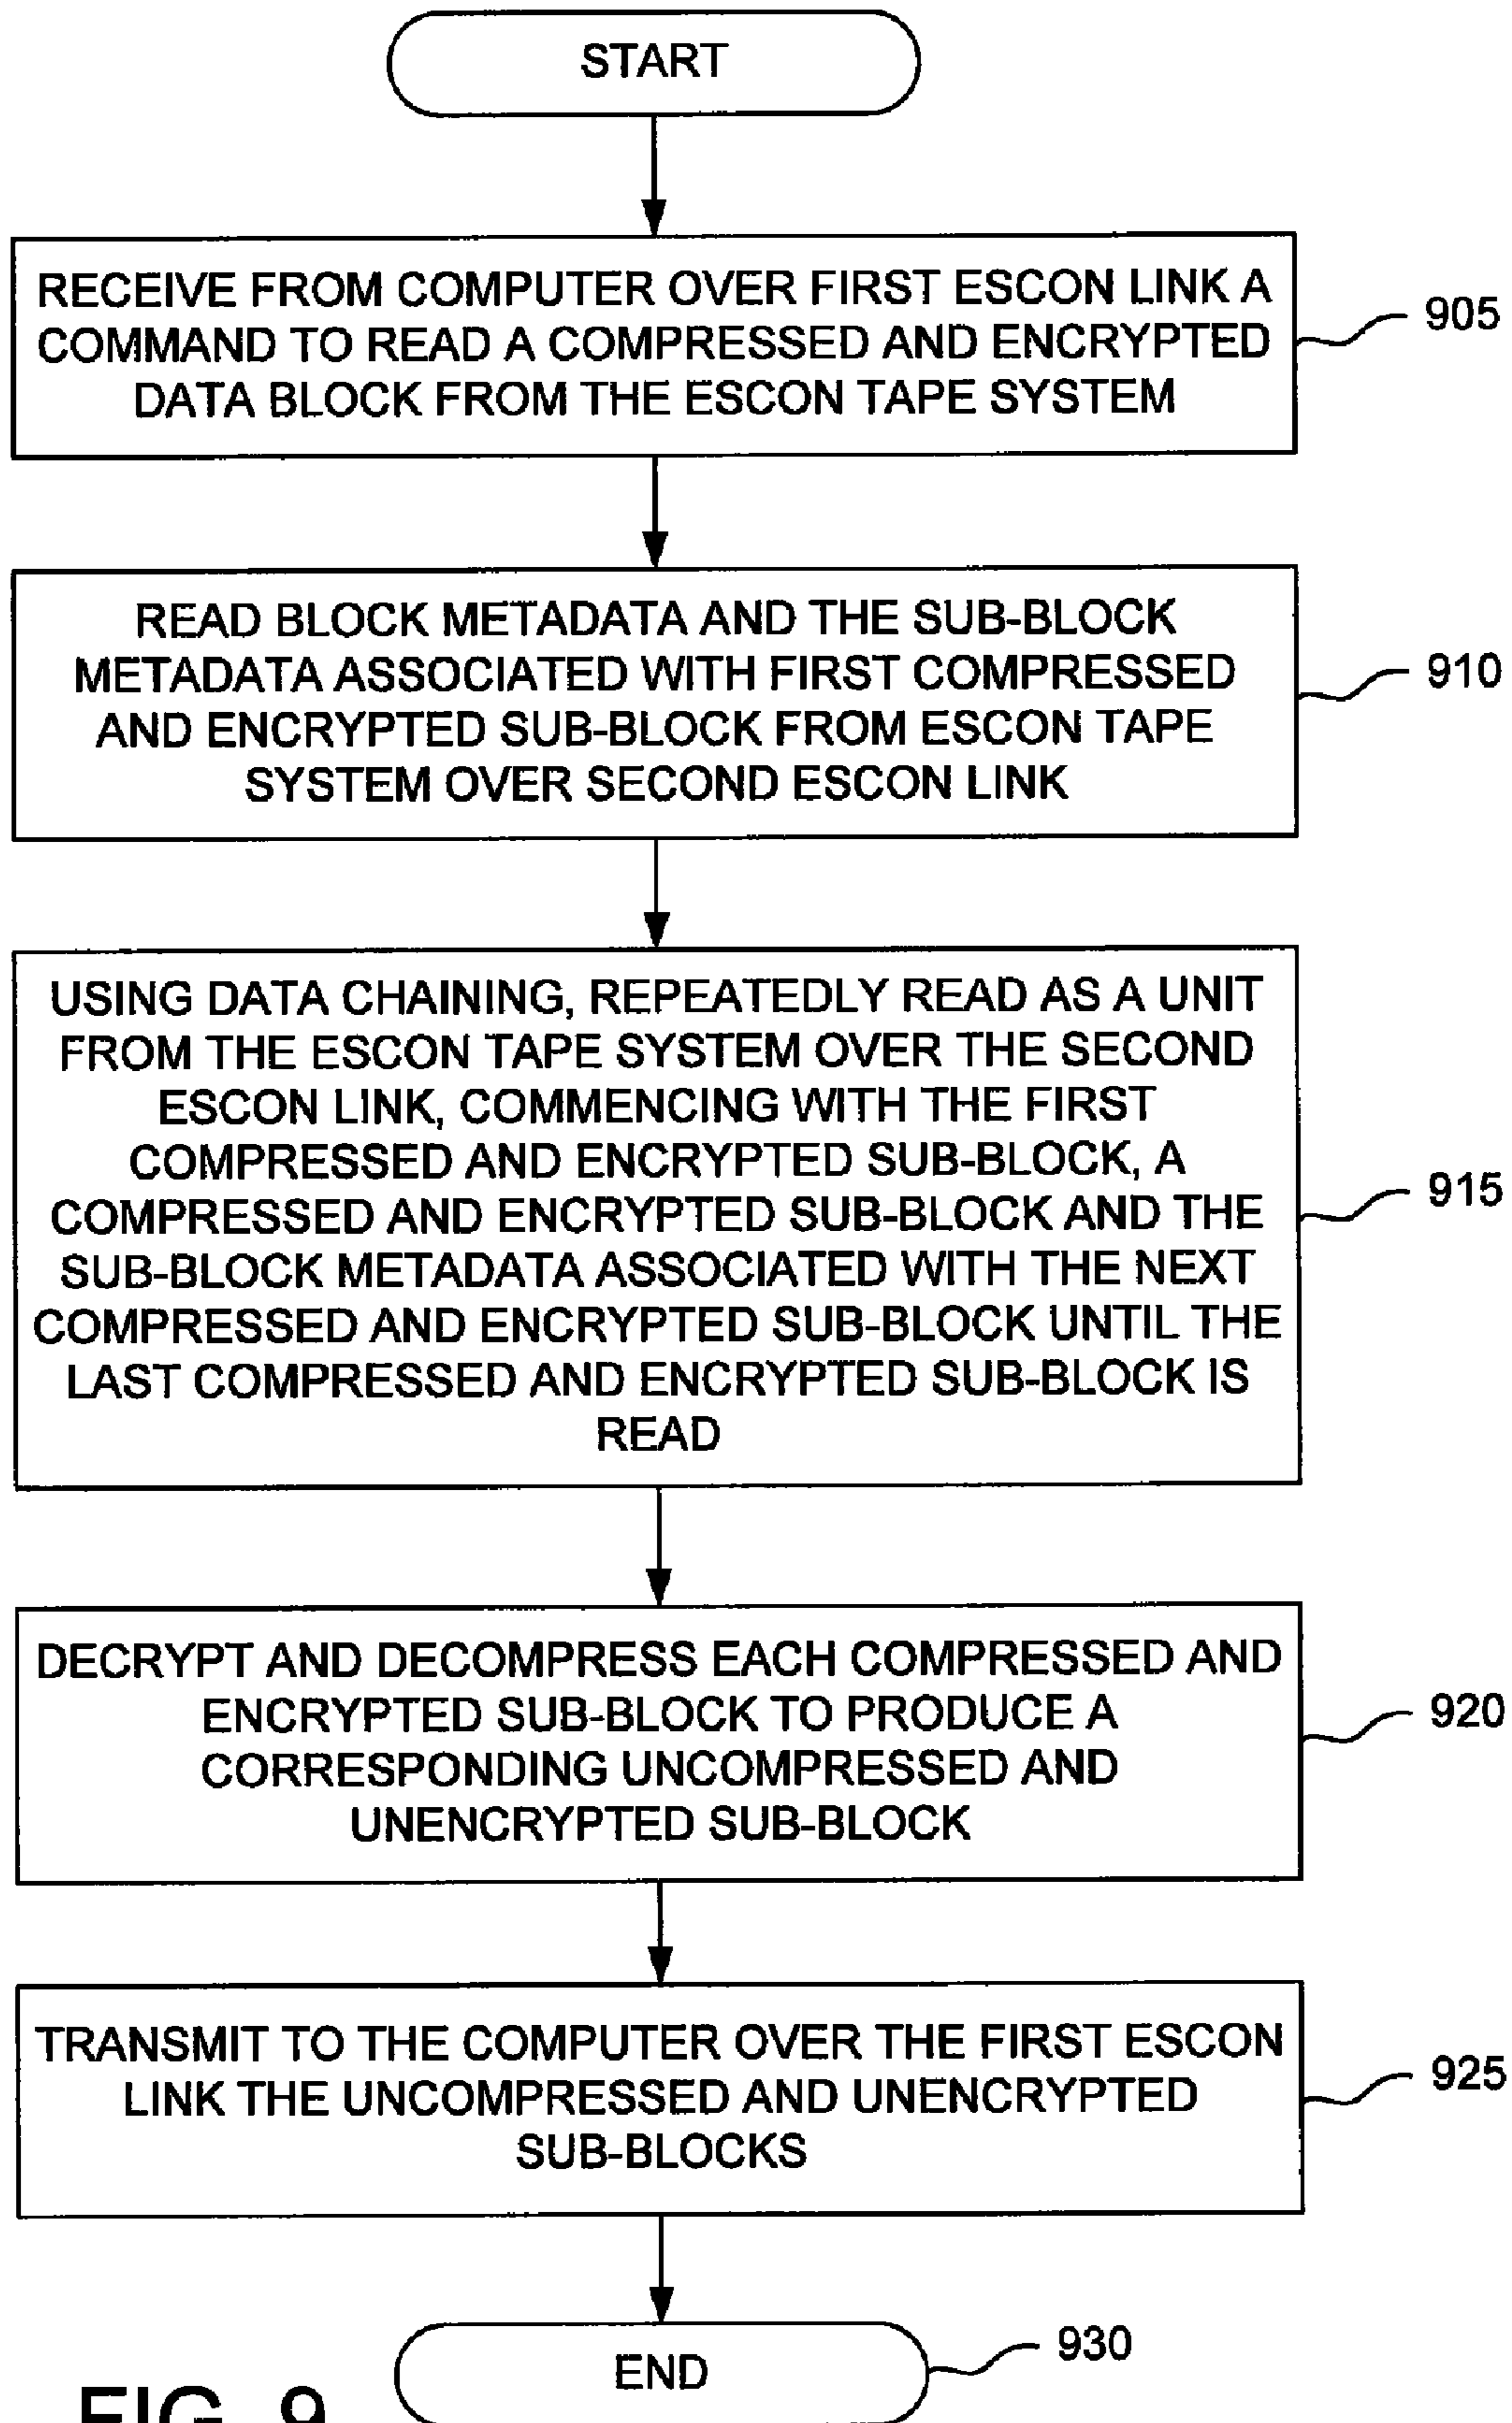 START
RECEIVE FROM COMPUTER OVER FIRST ESCON LINK A
COMMAND TO READ A COMPRESSED AND ENCRYPTED
DATA BLOCK FROM THE ESCON TAPE SYSTEM
905
READ BLOCK METADATA AND THE SUB-BLOCK
METADATA ASSOCIATED WITH FIRST COMPRESSED
AND ENCRYPTED SUB-BLOCK FROM ESCON TAPE
SYSTEM OVER SECOND ESCON LINK
910
USING DATA CHAINING, REPEATEDLY READ AS A UNIT
FROM THE ESCON TAPE SYSTEM OVER THE SECOND
ESCON LINK, COMMENCING WITH THE FIRST
COMPRESSED AND ENCRYPTED SUB-BLOCK, A
COMPRESSED AND ENCRYPTED SUB-BLOCK AND THE
SUB-BLOCK METADATA ASSOCIATED WITH THE NEXT
COMPRESSED AND ENCRYPTED SUB-BLOCK UNTIL THE
LAST COMPRESSED AND ENCRYPTED SUB-BLOCK IS
READ
915
DECRYPT AND DECOMPRESS EACH COMPRESSED AND
ENCRYPTED SUB-BLOCK TO PRODUCE A
CORRESPONDING UNCOMPRESSED AND
UNENCRYPTED SUB-BLOCK
920
TRANSMIT TO THE COMPUTER OVER THE FIRST ESCON
LINK THE UNCOMPRESSED AND UNENCRYPTED
SUB-BLOCKS
925
END
930
FIG. 9